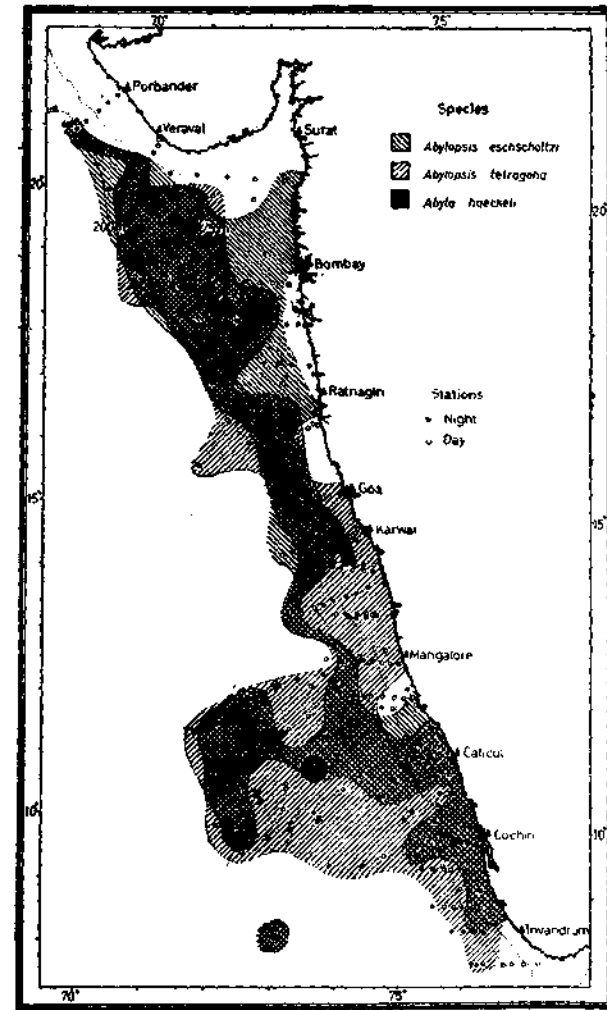 70°
75°
Porbander
Veraval
Surat
Species
Abylopsis eschscholtzi
Abylopsis tetragona
Abyla haeckeli
20°
20°
200
Bombay
Ratnagiri
Stations
Night
Day
Goa
15°
15°
Karwar
Mangalore
Calicut
10°
10°
Cochin
Trivandrum
70°
75°